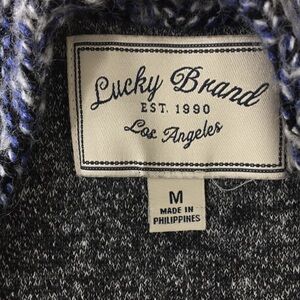 Lucky Brand
EST. 1990
Los Angeles
M
MADE IN
PHILIPPINES